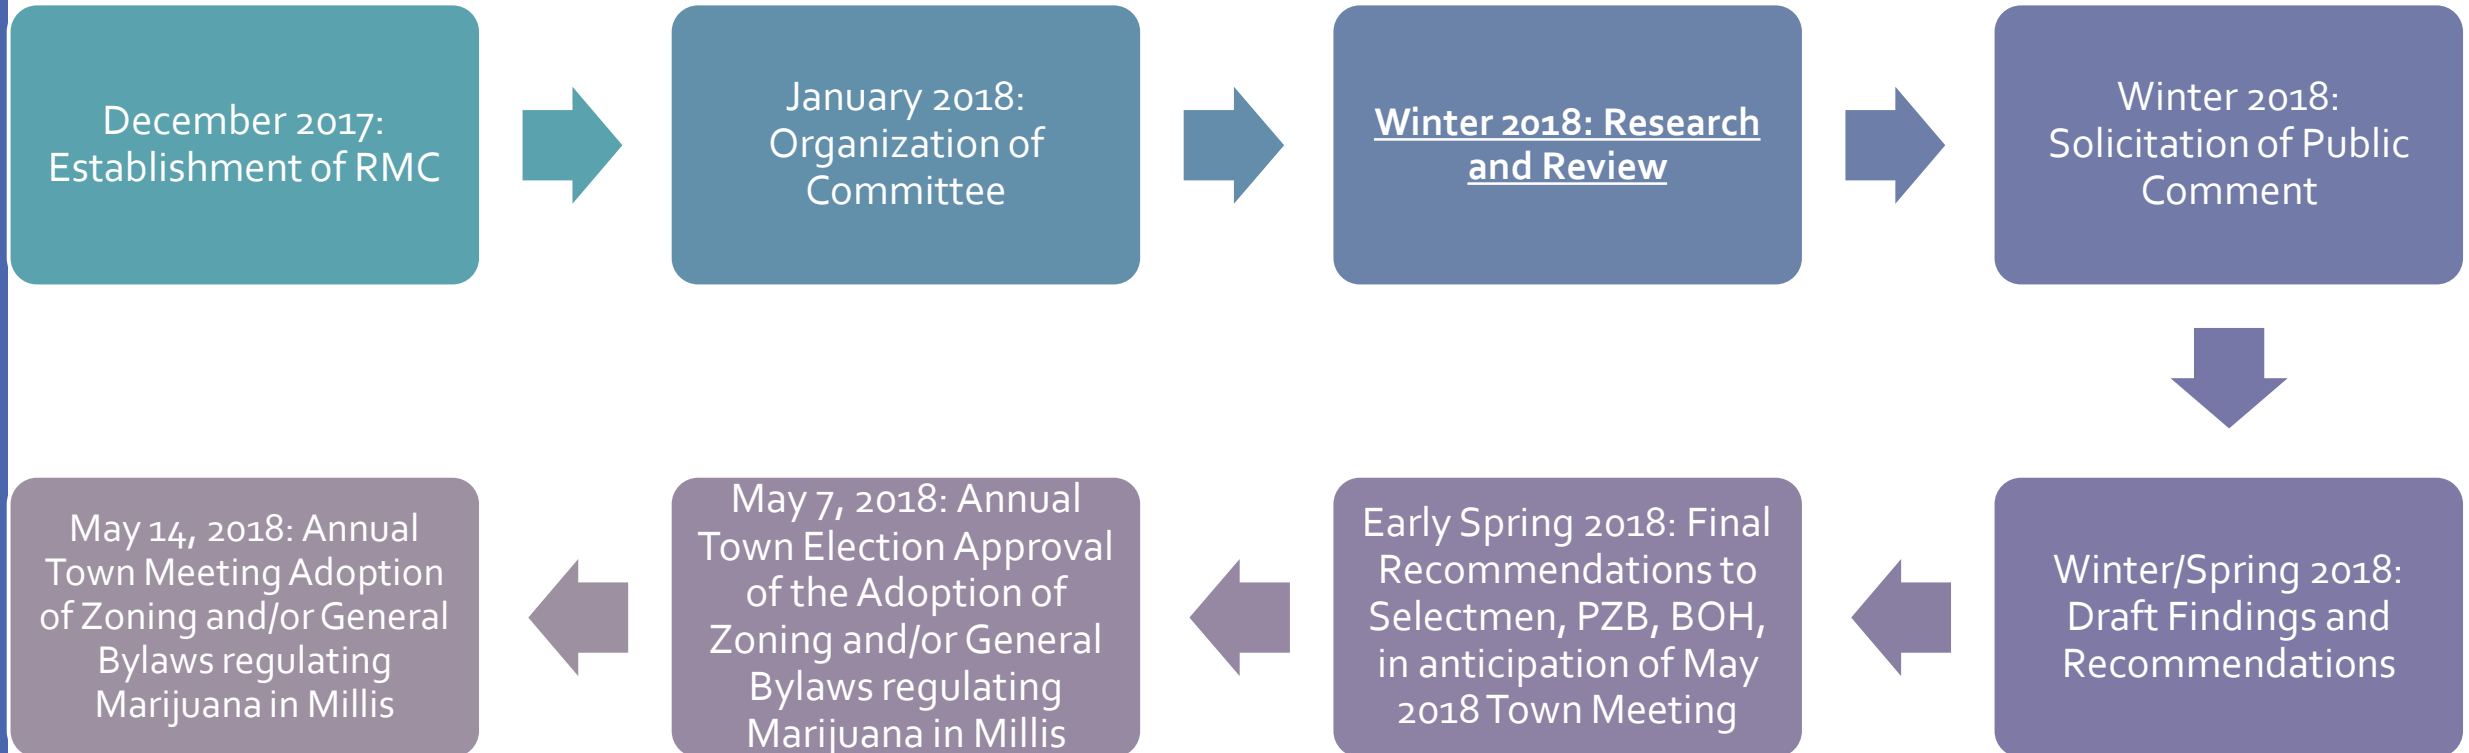 December 2017:
Establishment of RMC
January 2018:
Organization of
Committee
Winter 2018: Research
and Review
Winter 2018:
Solicitation of Public
Comment
Winter/Spring 2018:
Draft Findings and
Recommendations
Early Spring 2018: Final
Recommendations to
Selectmen, PZB, BOH,
in anticipation of May
2018 Town Meeting
May 7, 2018: Annual
Town Election Approval
of the Adoption of
Zoning and/or General
Bylaws regulating
Marijuana in Millis
May 14, 2018: Annual
Town Meeting Adoption
of Zoning and/or General
Bylaws regulating
Marijuana in Millis